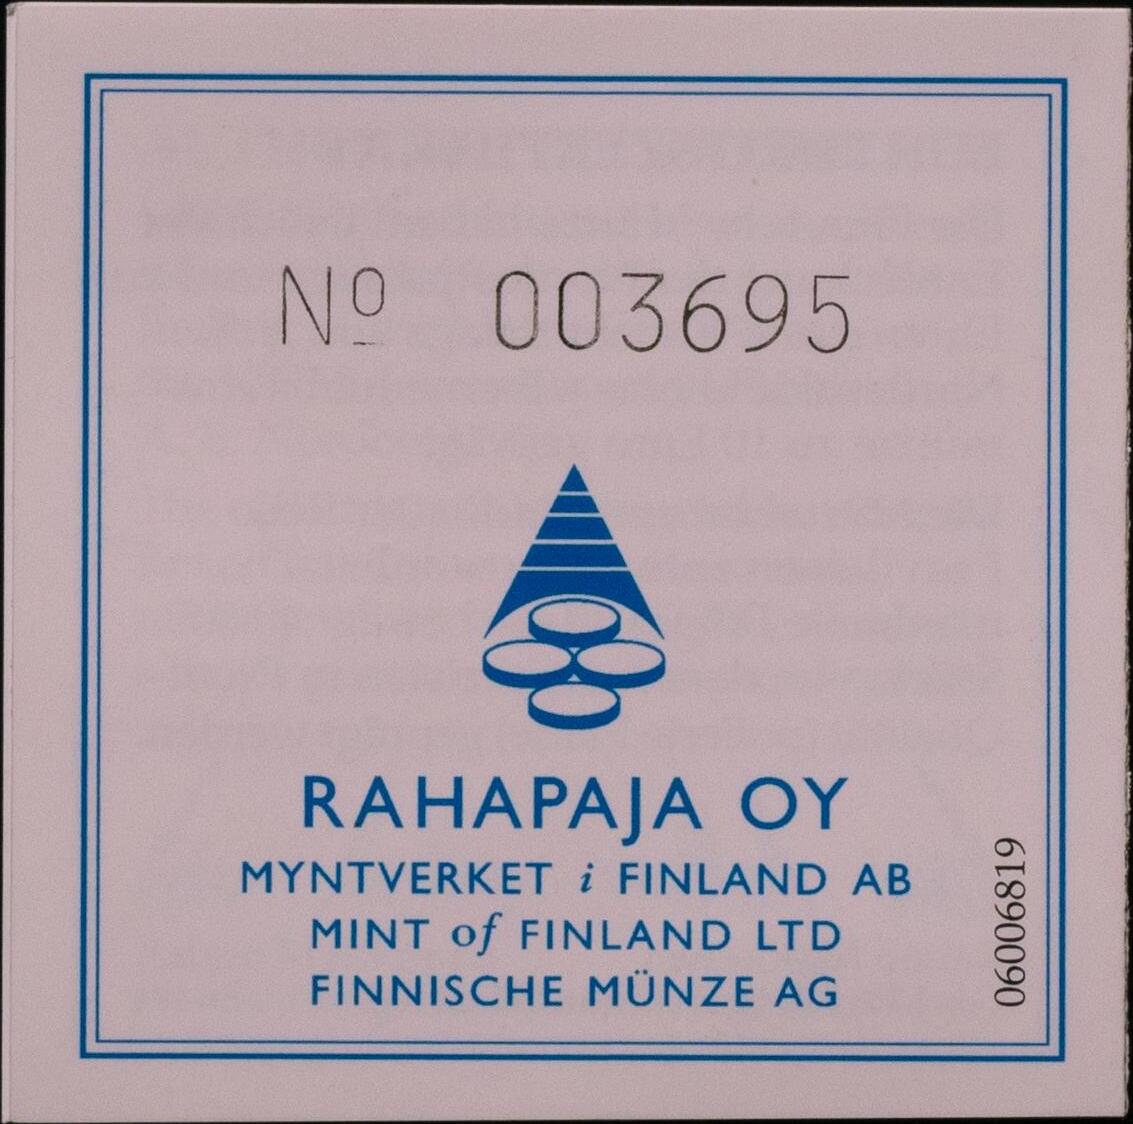 Nº 003695
RAHAPAJA OY
MYNTVERKET i FINLAND AB
MINT of FINLAND LTD
FINNISCHE MÜNZE AG
06006819